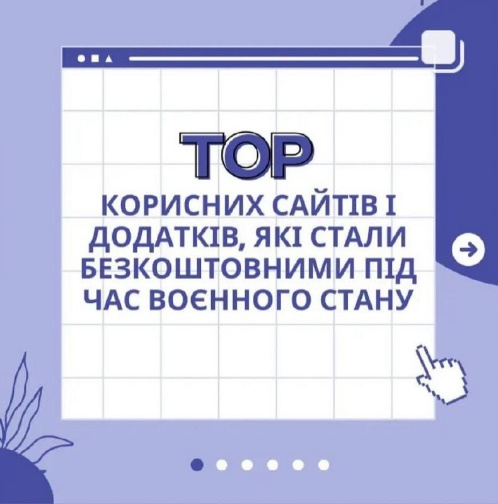 TOP
КОРИСНИХ САЙТІВ І
ДОДАТКІВ, ЯКІ СТАЛИ
БЕЗКОШТОВНИМИ ПІД
ЧАС ВОЄННОГО СТАНУ